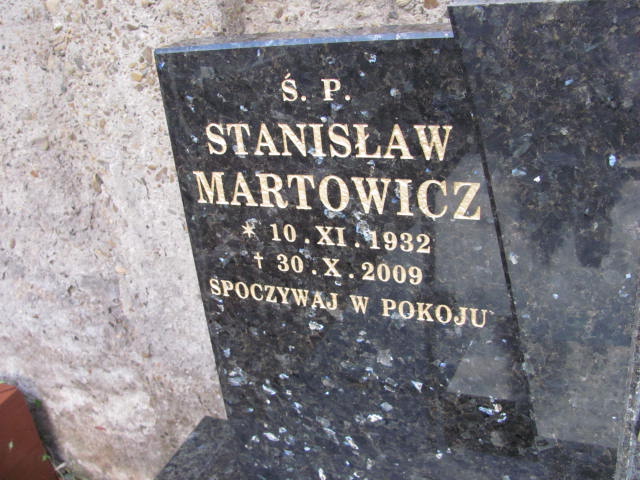 Ś. P.
STANISŁAW
MARTOWICZ
* 10.XI.1932
† 30.X.2009
SPOCZYWAJ W POKOJU